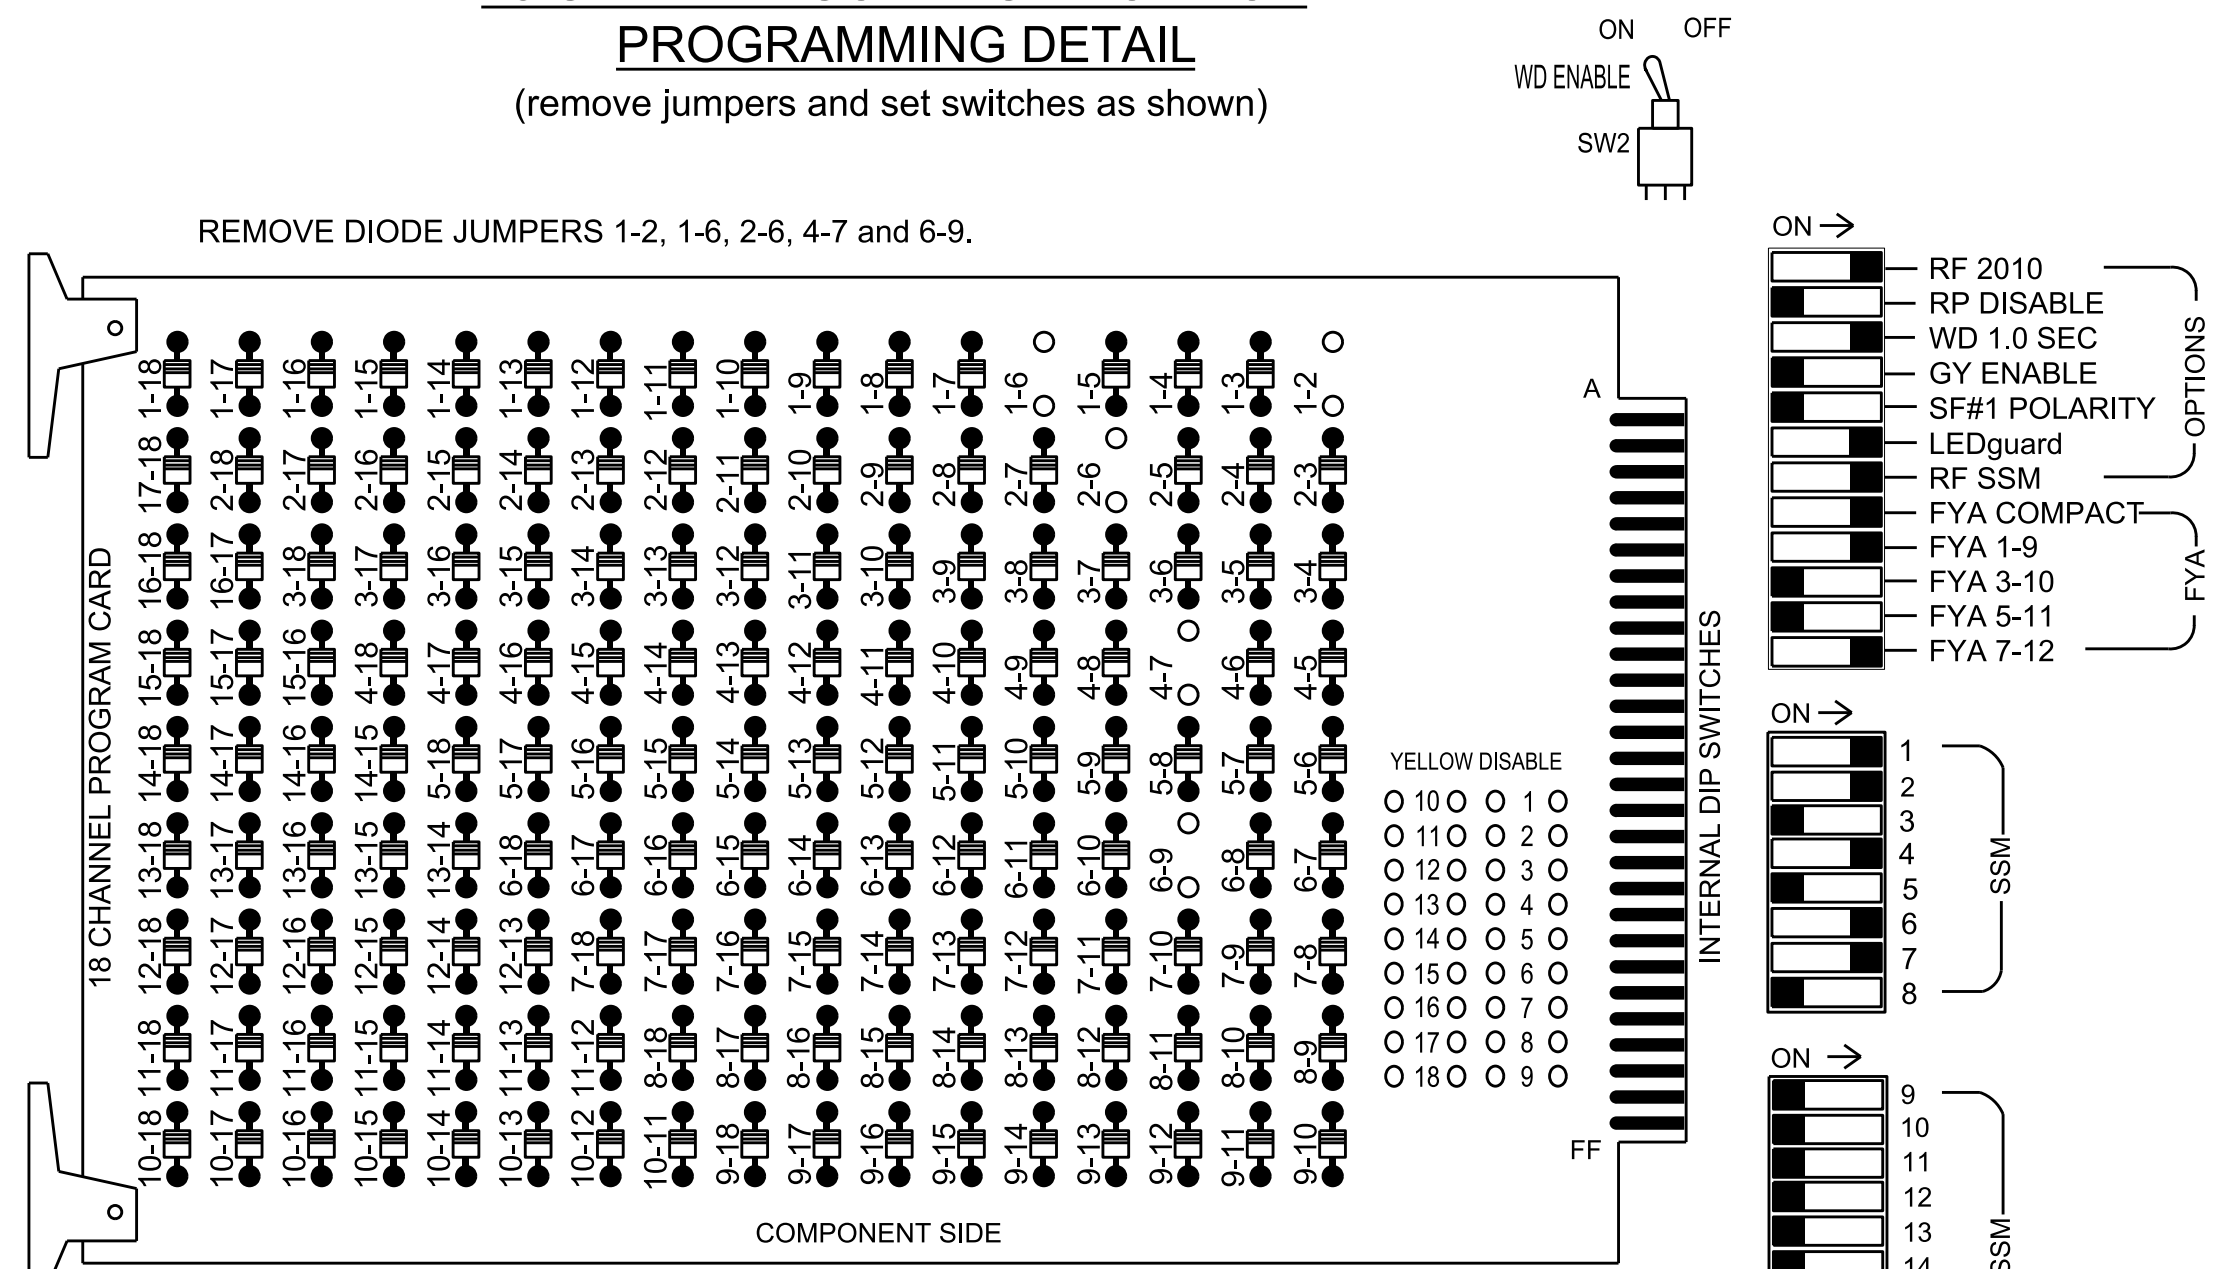 PROGRAMMING DETAIL
(remove jumpers and set switches as shown)
ON OFF
WD ENABLE
SW2
REMOVE DIODE JUMPERS 1-2, 1-6, 2-6, 4-7 and 6-9.
18 CHANNEL PROGRAM CARD
1-18 1-17 1-16 1-15 1-14 1-13 1-12 1-11 1-10 1-9 1-8 1-7 1-6 1-5 1-4 1-3 1-2
17-18 2-18 2-17 2-16 2-15 2-14 2-13 2-12 2-11 2-10 2-9 2-8 2-7 2-6 2-5 2-4 2-3
16-18 16-17 3-18 3-17 3-16 3-15 3-14 3-13 3-12 3-11 3-10 3-9 3-8 3-7 3-6 3-5 3-4
15-18 15-17 15-16 4-18 4-17 4-16 4-15 4-14 4-13 4-12 4-11 4-10 4-9 4-8 4-7 4-6 4-5
14-18 14-17 14-16 14-15 5-18 5-17 5-16 5-15 5-14 5-13 5-12 5-11 5-10 5-9 5-8 5-7 5-6
13-18 13-17 13-16 13-15 13-14 6-18 6-17 6-16 6-15 6-14 6-13 6-12 6-11 6-10 6-9 6-8 6-7
12-18 12-17 12-16 12-15 12-14 12-13 7-18 7-17 7-16 7-15 7-14 7-13 7-12 7-11 7-10 7-9 7-8
11-18 11-17 11-16 11-15 11-14 11-13 11-12 8-18 8-17 8-16 8-15 8-14 8-13 8-12 8-11 8-10 8-9
10-18 10-17 10-16 10-15 10-14 10-13 10-12 10-11 9-18 9-17 9-16 9-15 9-14 9-13 9-12 9-11 9-10
COMPONENT SIDE
YELLOW DISABLE
10 1
11 2
12 3
13 4
14 5
15 6
16 7
17 8
18 9
A
FF
INTERNAL DIP SWITCHES
ON →
RF 2010
RP DISABLE
WD 1.0 SEC
GY ENABLE
SF#1 POLARITY
LEDguard
RF SSM
OPTIONS
FYA COMPACT
FYA 1-9
FYA 3-10
FYA 5-11
FYA 7-12
FYA
ON →
1
2
3
4
5
6
7
8
SSM
ON →
9
10
11
12
13
14
SSM